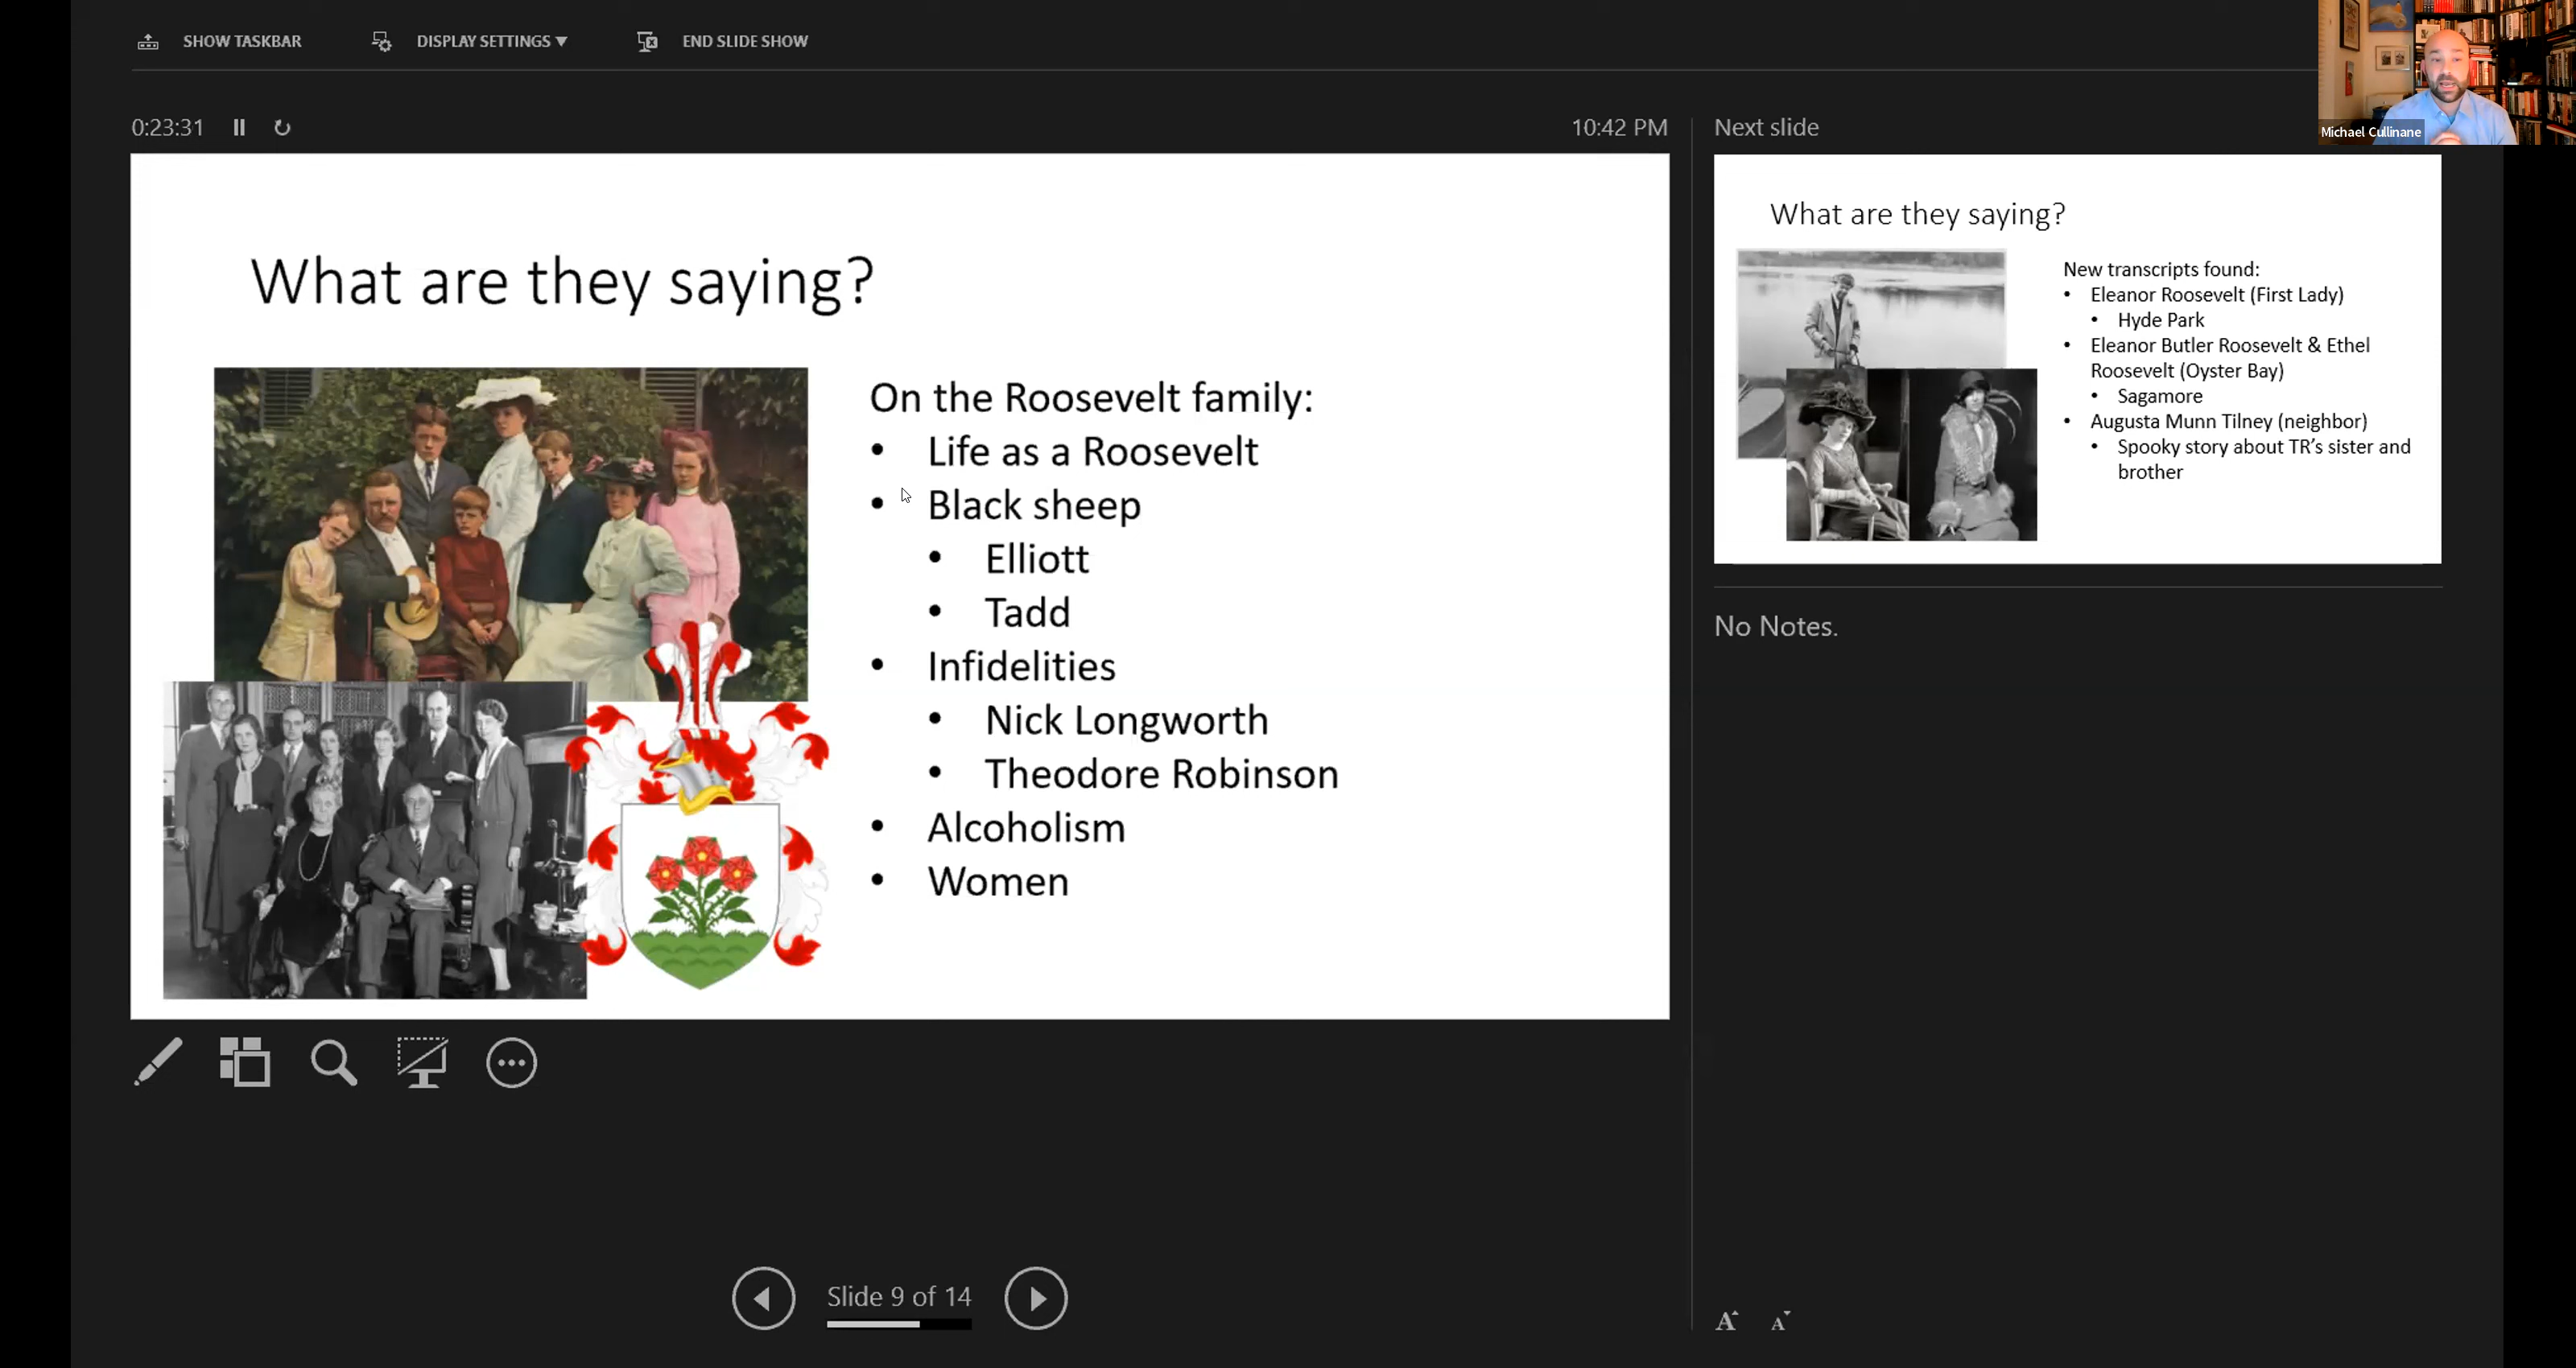 SHOW TASKBAR
DISPLAY SETTINGS ▼
END SLIDE SHOW
0:23:31
10:42 PM
Next slide
Michael Cullinane
What are they saying?
On the Roosevelt family:
• Life as a Roosevelt
• Black sheep
• Elliott
• Tadd
• Infidelities
• Nick Longworth
• Theodore Robinson
• Alcoholism
• Women
What are they saying?
New transcripts found:
• Eleanor Roosevelt (First Lady)
• Hyde Park
• Eleanor Butler Roosevelt & Ethel
Roosevelt (Oyster Bay)
• Sagamore
• Augusta Munn Tilney (neighbor)
• Spooky story about TR's sister and
brother
No Notes.
Slide 9 of 14
A A